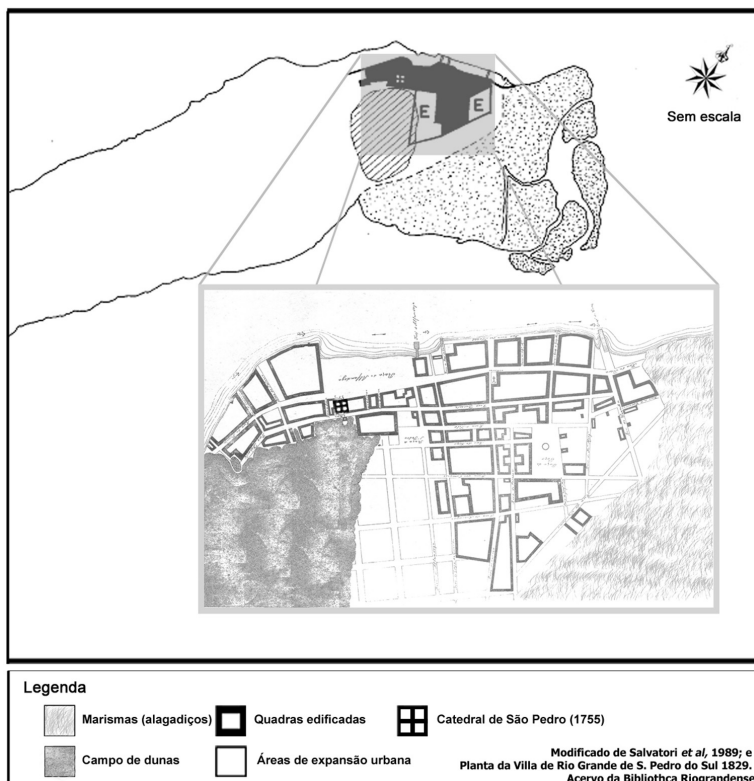 E
E
Sem escala
Legenda
Marismas (alagadiços)
Quadras edificadas
Catedral de São Pedro (1755)
Campo de dunas
Áreas de expansão urbana
Modificado de Salvatori et al, 1989; e
Planta da Villa de Rio Grande de S. Pedro do Sul 1829.
Acervo da Bibliothca Riograndense